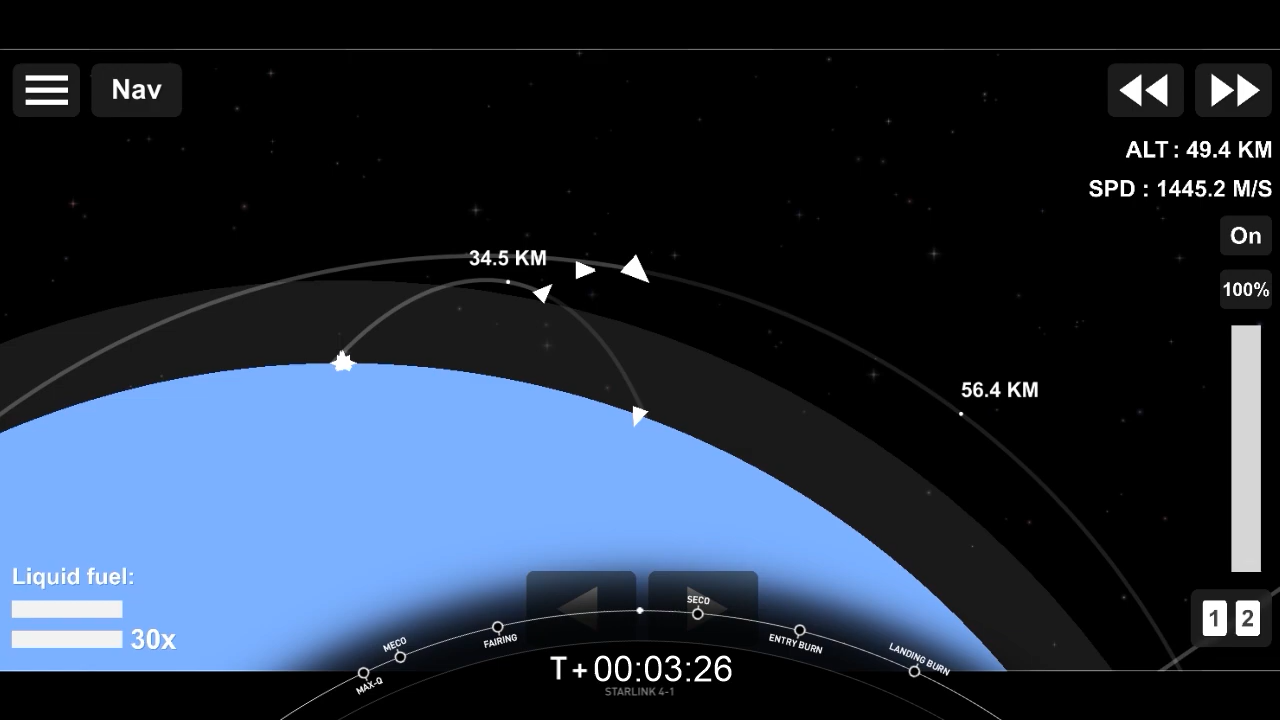 Nav
ALT : 49.4 KM
SPD : 1445.2 M/S
On
34.5 KM
100%
56.4 KM
Liquid fuel:
30x
1 2
MAX-Q
MECO
FAIRING
SECO
ENTRY BURN
LANDING BURN
T+00:03:26
STARLINK 4-1